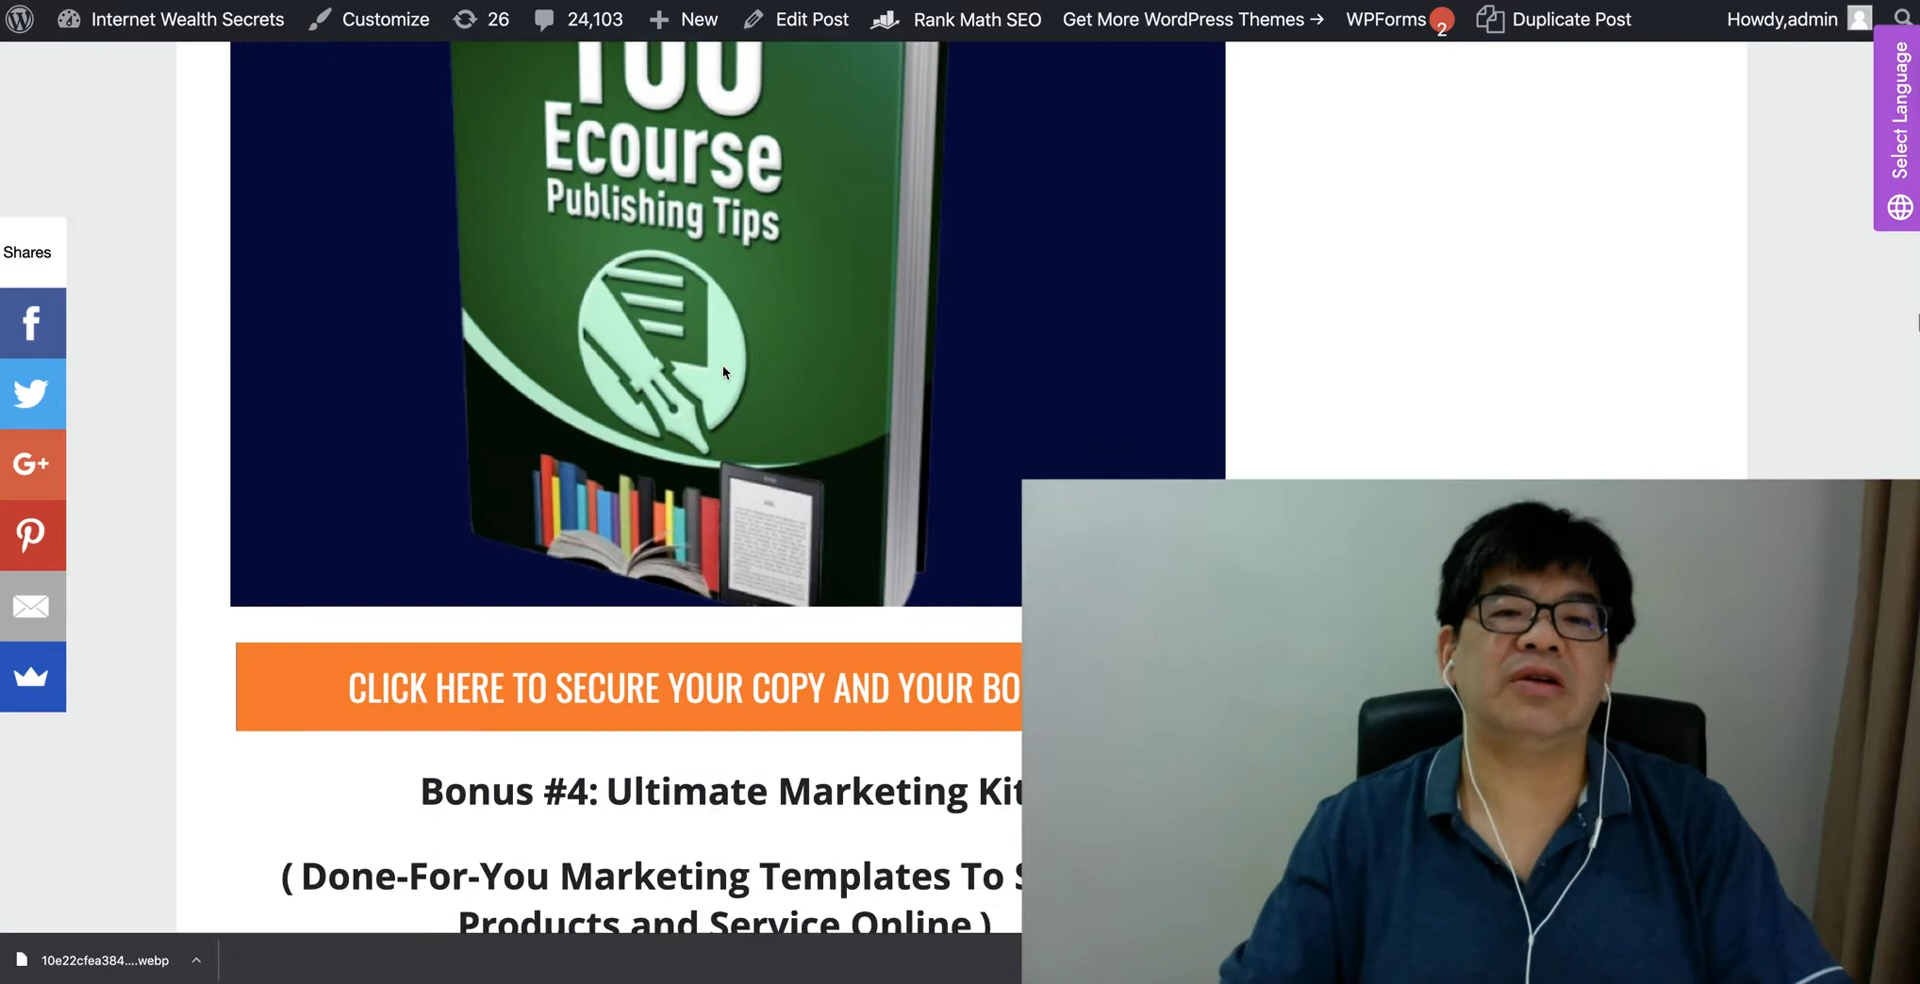 Internet Wealth Secrets Customize 26 24,103 New Edit Post Rank Math SEO Get More WordPress Themes → WPForms 2 Duplicate Post Howdy,admin
Select Language
100
Ecourse
Publishing Tips
Shares
G+
CLICK HERE TO SECURE YOUR COPY AND YOUR BO
Bonus #4: Ultimate Marketing Kit
( Done-For-You Marketing Templates To S
Products and Service Online )
10e22cfea384....webp